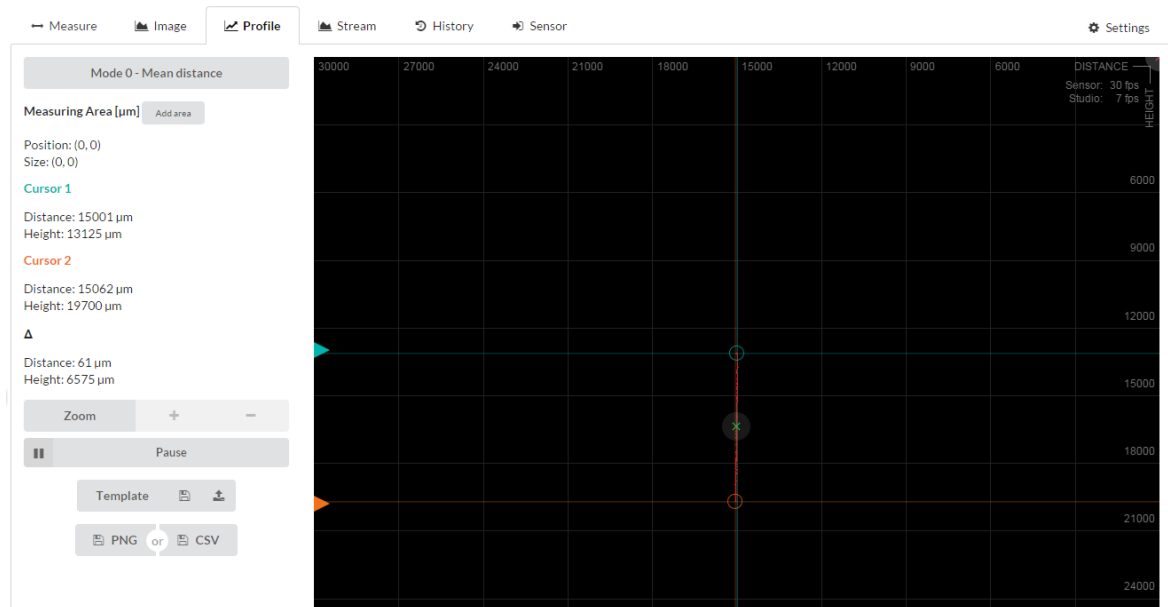 Measure Image Profile Stream History Sensor Settings
Mode 0 - Mean distance
Measuring Area [µm] Add area
Position: (0, 0)
Size: (0, 0)
Cursor 1
Distance: 15001 µm
Height: 13125 µm
Cursor 2
Distance: 15062 µm
Height: 19700 µm
Δ
Distance: 61 µm
Height: 6575 µm
Zoom + −
Pause
Template
PNG or CSV
30000 27000 24000 21000 18000 15000 12000 9000 6000 DISTANCE
Sensor: 30 fps
Studio: 7 fps
HEIGHT
6000
9000
12000
15000
18000
21000
24000